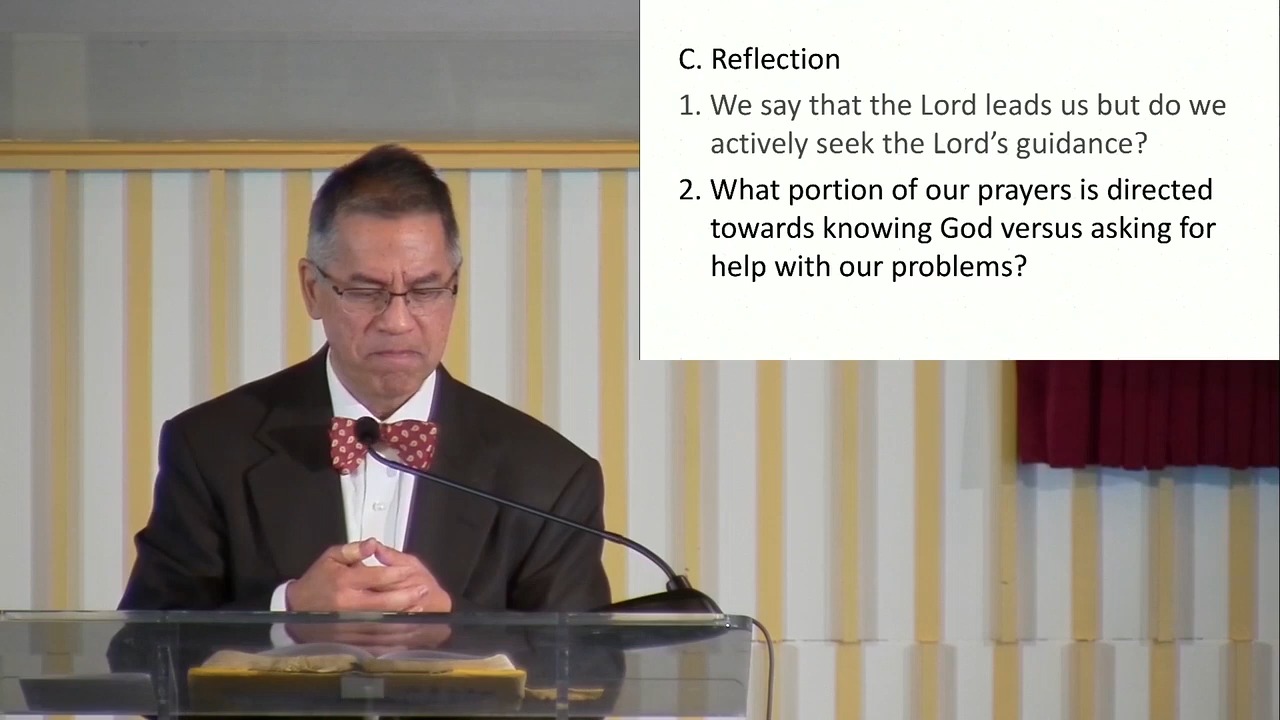 C. Reflection
1. We say that the Lord leads us but do we
actively seek the Lord’s guidance?
2. What portion of our prayers is directed
towards knowing God versus asking for
help with our problems?